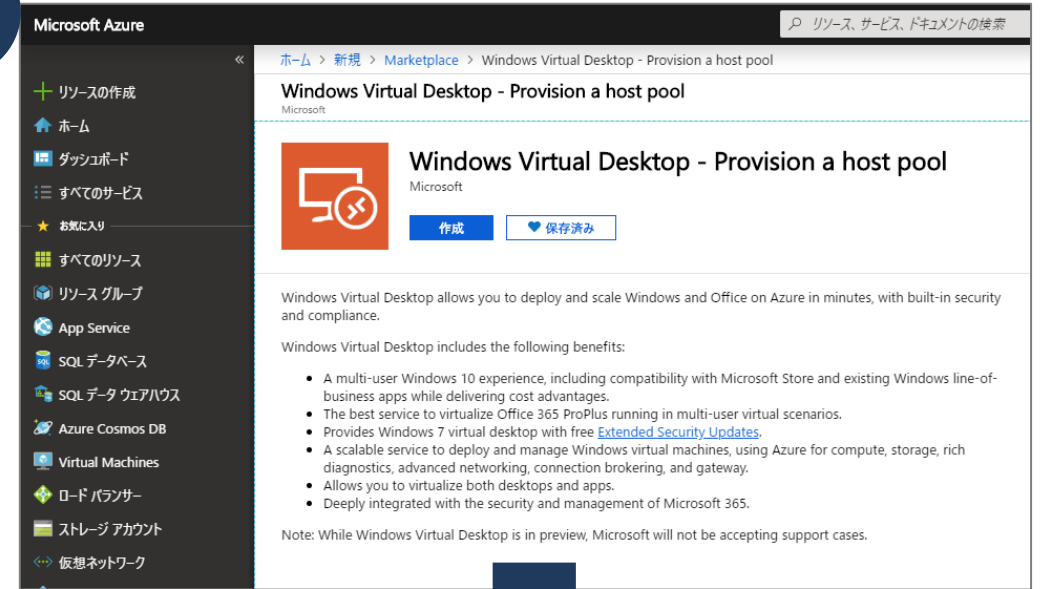 Microsoft Azure
リソース、サービス、ドキュメントの検索
«
リソースの作成
ホーム
ダッシュボード
すべてのサービス
お気に入り
すべてのリソース
リソース グループ
App Service
SQL データベース
SQL データ ウェアハウス
Azure Cosmos DB
Virtual Machines
ロード バランサー
ストレージ アカウント
仮想ネットワーク
ホーム > 新規 > Marketplace > Windows Virtual Desktop - Provision a host pool
Windows Virtual Desktop - Provision a host pool
Microsoft
Windows Virtual Desktop - Provision a host pool
Microsoft
作成
保存済み
Windows Virtual Desktop allows you to deploy and scale Windows and Office on Azure in minutes, with built-in security
and compliance.
Windows Virtual Desktop includes the following benefits:
• A multi-user Windows 10 experience, including compatibility with Microsoft Store and existing Windows line-of-
business apps while delivering cost advantages.
• The best service to virtualize Office 365 ProPlus running in multi-user virtual scenarios.
• Provides Windows 7 virtual desktop with free Extended Security Updates.
• A scalable service to deploy and manage Windows virtual machines, using Azure for compute, storage, rich
diagnostics, advanced networking, connection brokering, and gateway.
• Allows you to virtualize both desktops and apps.
• Deeply integrated with the security and management of Microsoft 365.
Note: While Windows Virtual Desktop is in preview, Microsoft will not be accepting support cases.